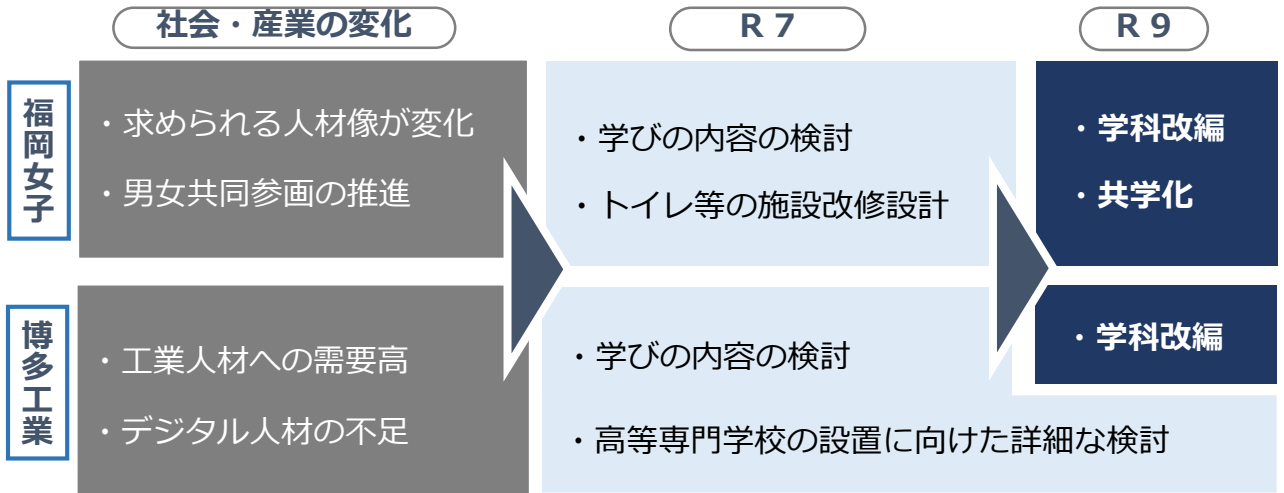 社会・産業の変化
R 7
R 9
福岡女子
・求められる人材像が変化
・男女共同参画の推進
・学びの内容の検討
・トイレ等の施設改修設計
・学科改編
・共学化
博多工業
・工業人材への需要高
・デジタル人材の不足
・学びの内容の検討
・高等専門学校の設置に向けた詳細な検討
・学科改編